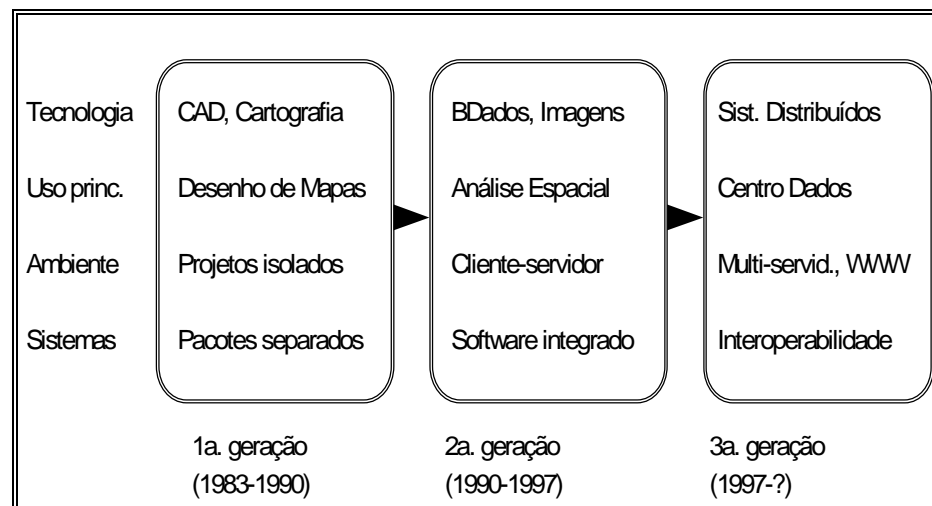 Tecnologia CAD, Cartografia BDados, Imagens Sist. Distribuídos
Uso princ. Desenho de Mapas Análise Espacial Centro Dados
Ambiente Projetos isolados Cliente-servidor Multi-servid., WWW
Sistemas Pacotes separados Software integrado Interoperabilidade
1a. geração 2a. geração 3a. geração
(1983-1990) (1990-1997) (1997-?)